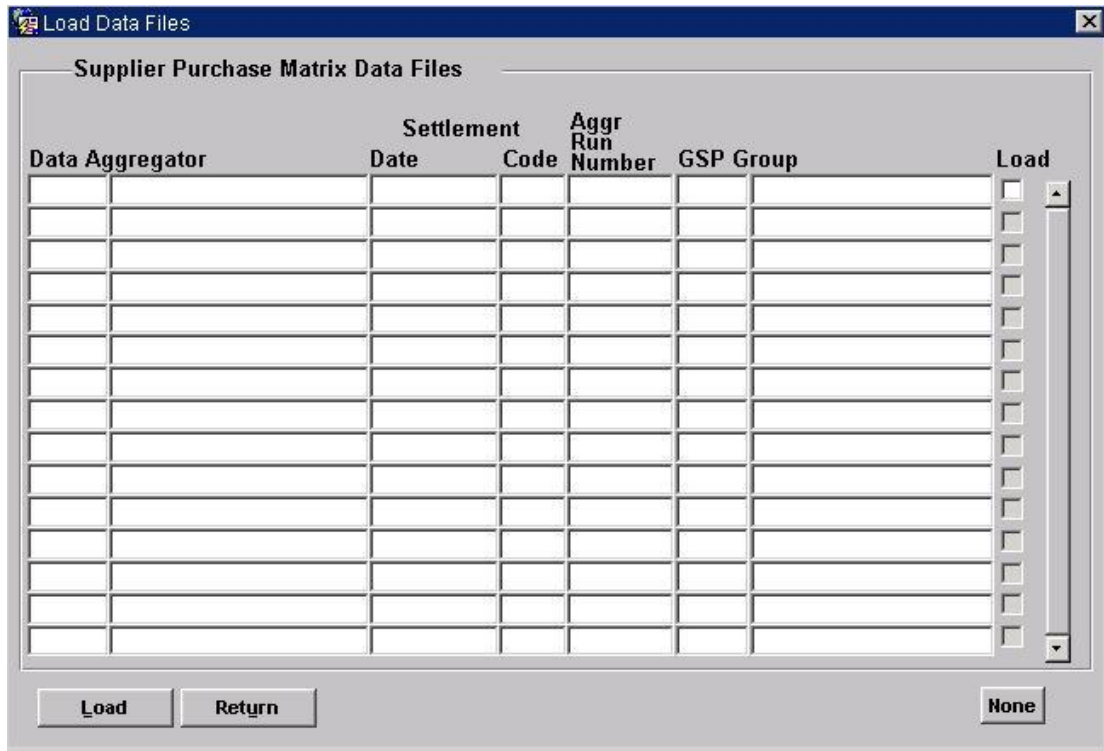 Load Data Files
Supplier Purchase Matrix Data Files
Settlement
Data Aggregator Date Code Aggr Run Number GSP Group Load
Load Return None